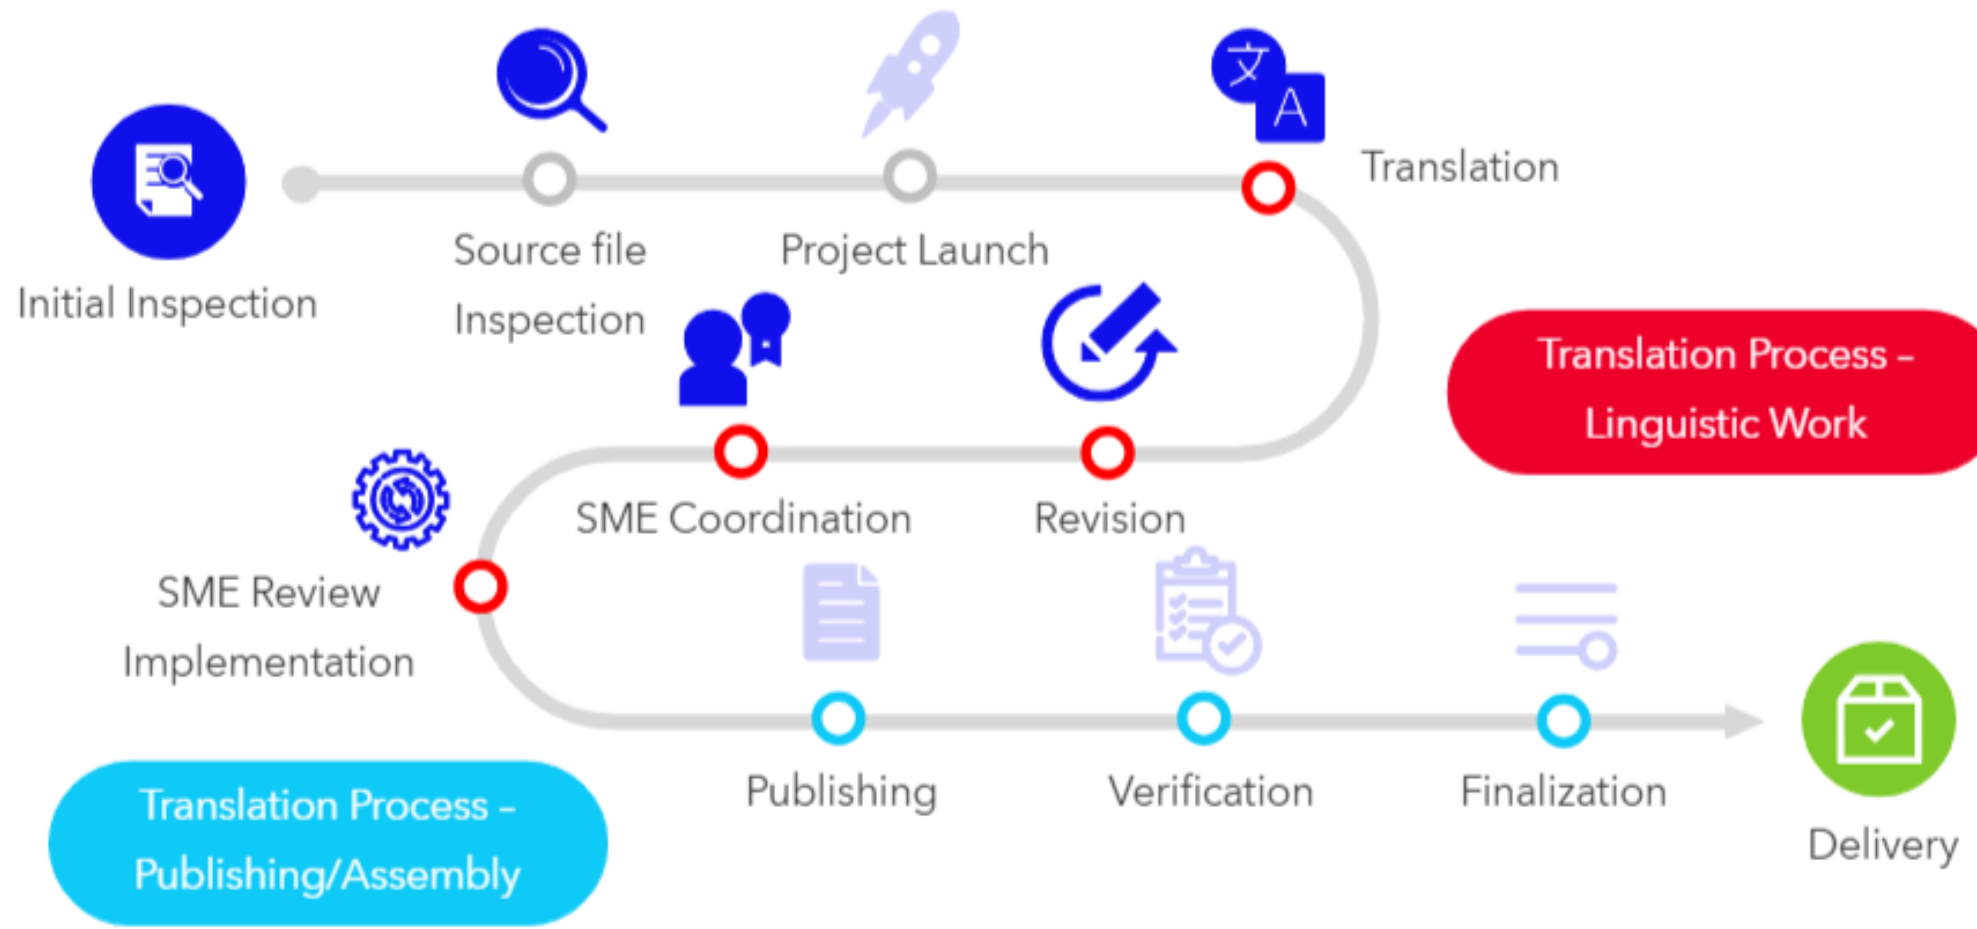 文
A
Translation
Source file
Inspection
Project Launch
Initial Inspection
Translation Process –
Linguistic Work
SME Coordination
Revision
SME Review
Implementation
Publishing
Verification
Finalization
Translation Process –
Publishing/Assembly
Delivery